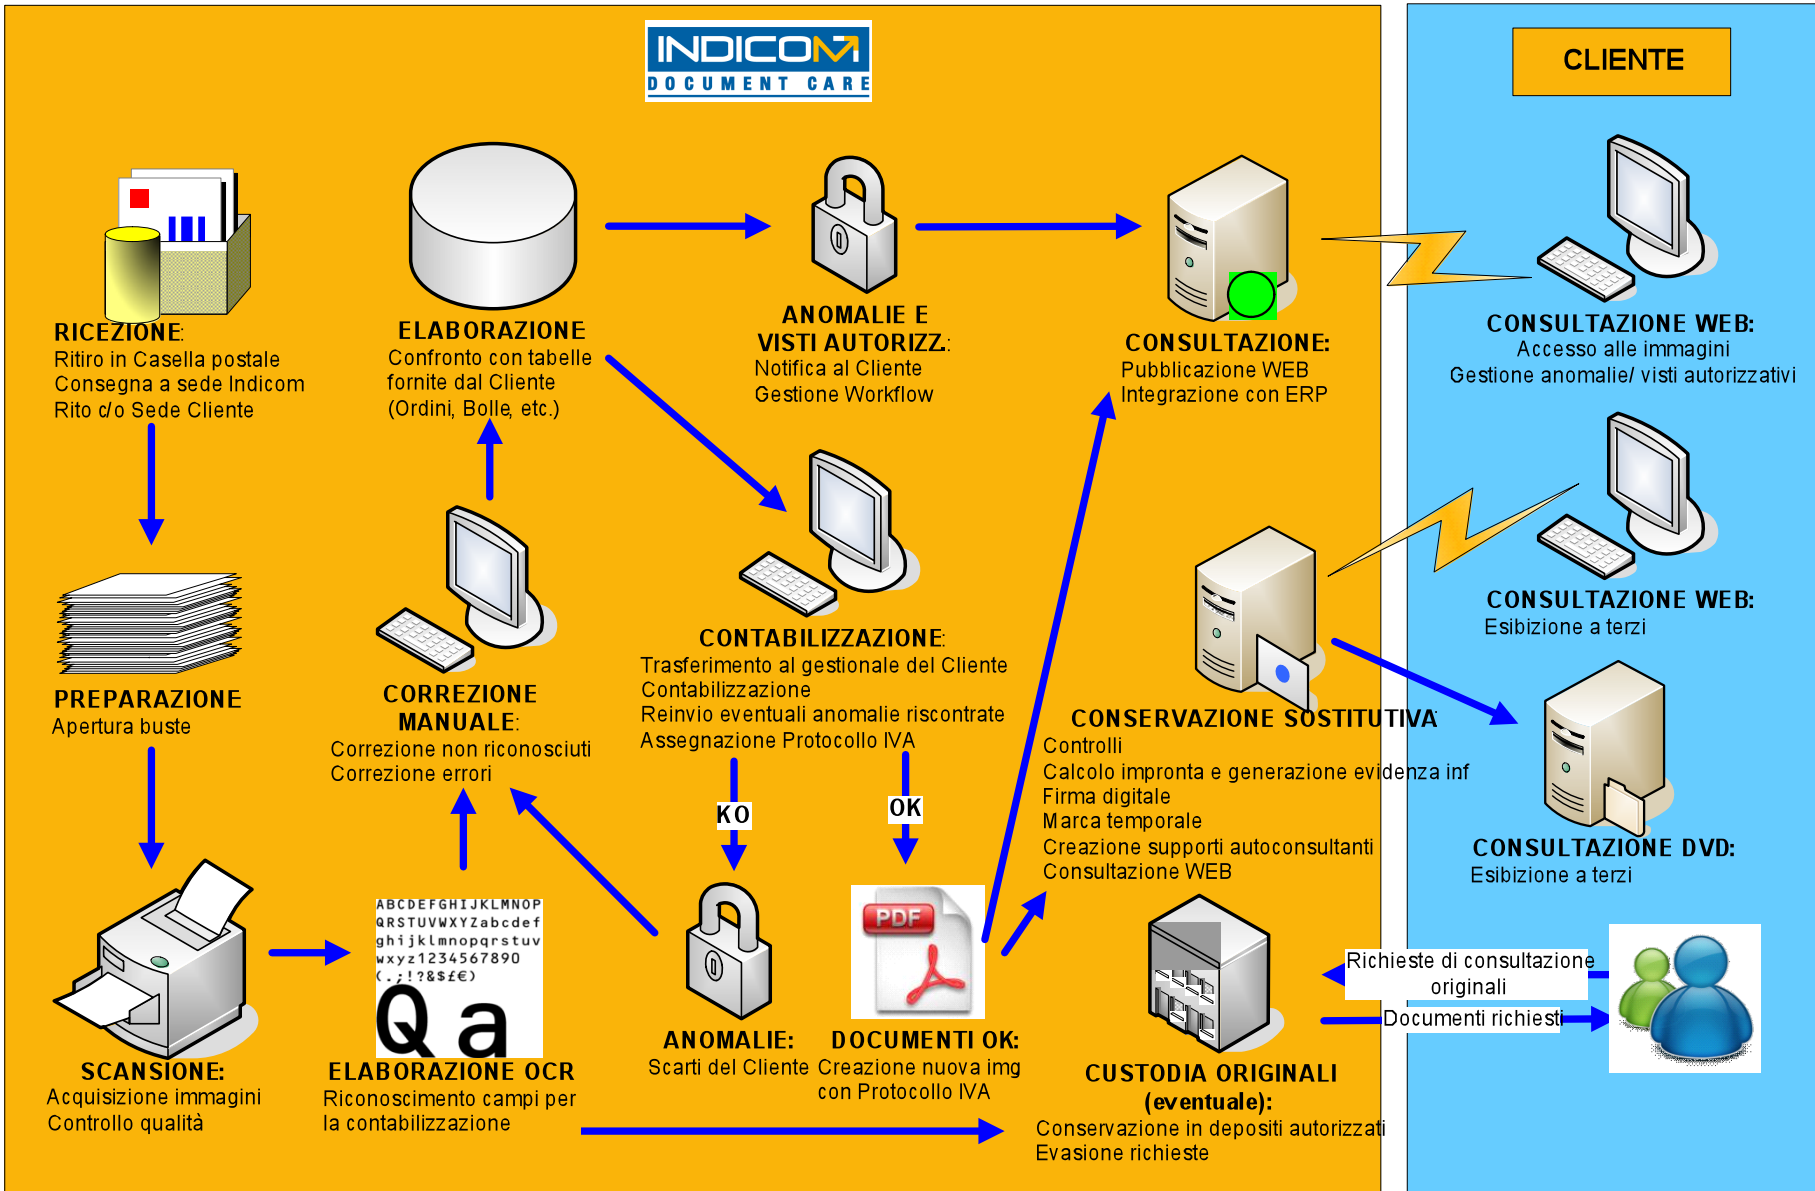 INDICOM
DOCUMENT CARE
CLIENTE
RICEZIONE:
Ritiro in Casella postale
Consegna a sede Indicom
Rito c/o Sede Cliente
ELABORAZIONE
Confronto con tabelle
fornite dal Cliente
(Ordini, Bolle, etc.)
ANOMALIE E
VISTI AUTORIZZ.:
Notifica al Cliente
Gestione Workflow
CONSULTAZIONE:
Pubblicazione WEB
Integrazione con ERP
CONSULTAZIONE WEB:
Accesso alle immagini
Gestione anomalie/ visti autorizzativi
CONSULTAZIONE WEB:
Esibizione a terzi
PREPARAZIONE
Apertura buste
CORREZIONE
MANUALE:
Correzione non riconosciuti
Correzione errori
CONTABILIZZAZIONE:
Trasferimento al gestionale del Cliente
Contabilizzazione
Reinvio eventuali anomalie riscontrate
Assegnazione Protocollo IVA
KO
OK
CONSERVAZIONE SOSTITUTIVA:
Controlli
Calcolo impronta e generazione evidenza inf.
Firma digitale
Marca temporale
Creazione supporti autoconsultanti
Consultazione WEB
CONSULTAZIONE DVD:
Esibizione a terzi
ABCDEFGHIJKLMNOP
QRSTUVWXYZabcdef
ghijklmnopqrstuv
wxyz1234567890
(.;!?&$£€)
Qa
PDF
SCANSIONE:
Acquisizione immagini
Controllo qualità
ELABORAZIONE OCR
Riconoscimento campi per
la contabilizzazione
ANOMALIE:
Scarti del Cliente
DOCUMENTI OK:
Creazione nuova img
con Protocollo IVA
CUSTODIA ORIGINALI
(eventuale):
Conservazione in depositi autorizzati
Evasione richieste
Richieste di consultazione
originali
Documenti richiesti